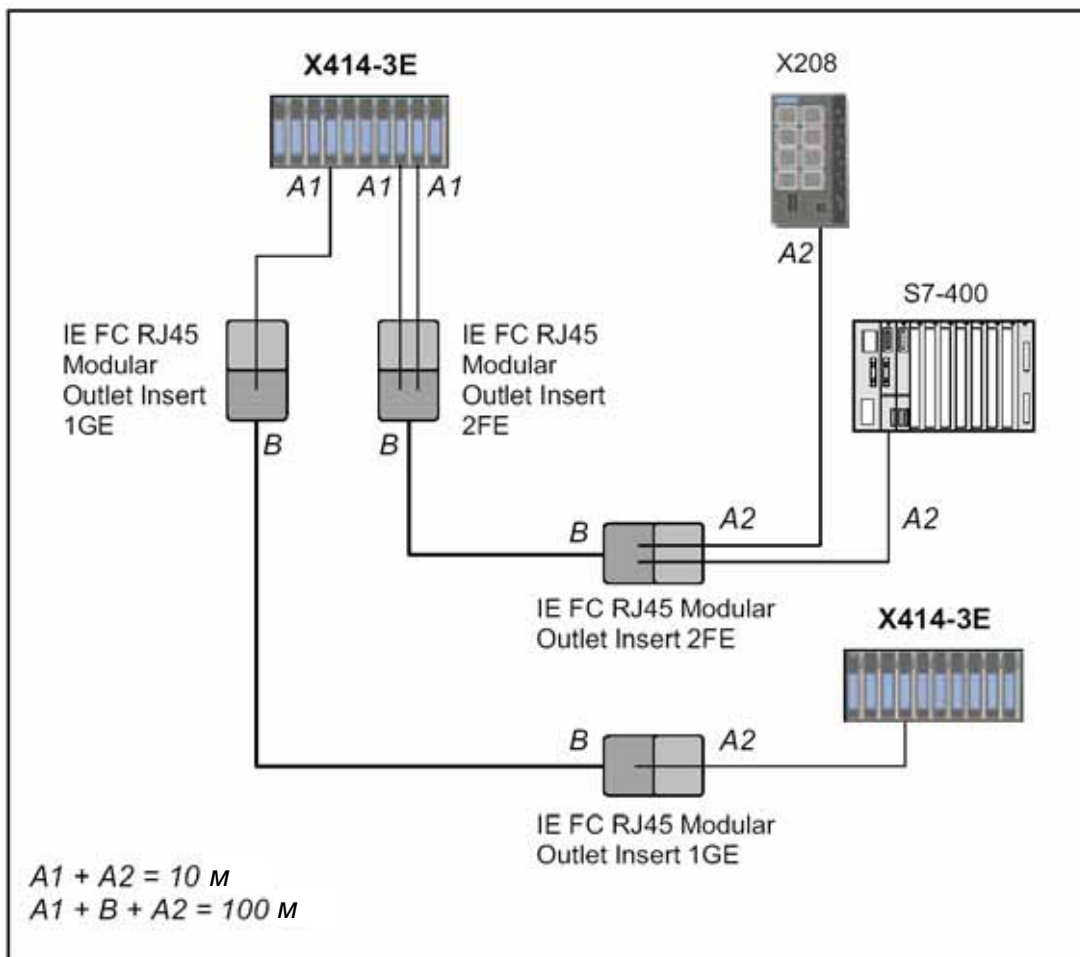 X414-3E
X208
A1
A1
A1
A2
S7-400
IE FC RJ45
Modular
Outlet Insert
1GE
IE FC RJ45
Modular
Outlet Insert
2FE
B
B
B
A2
A2
IE FC RJ45 Modular
Outlet Insert 2FE
X414-3E
B
A2
IE FC RJ45 Modular
Outlet Insert 1GE
A1 + A2 = 10 м
A1 + B + A2 = 100 м